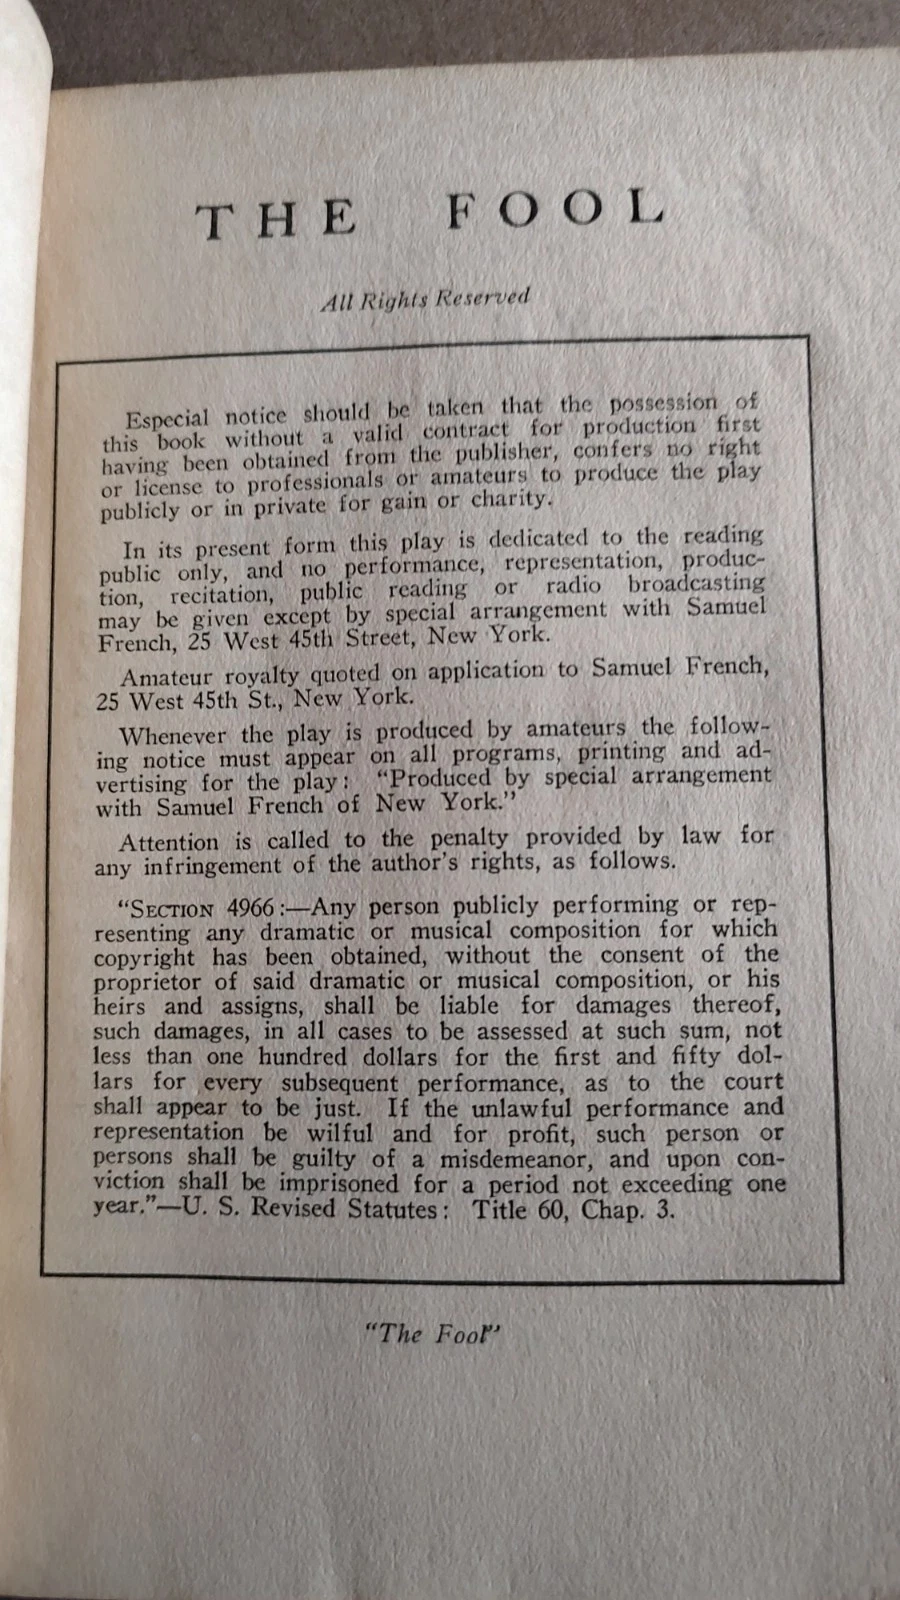 THE FOOL
All Rights Reserved
Especial notice should be taken that the possession of
this book without a valid contract for production first
having been obtained from the publisher, confers no right
or license to professionals or amateurs to produce the play
publicly or in private for gain or charity.
In its present form this play is dedicated to the reading
public only, and no performance, representation, produc-
tion, recitation, public reading or radio broadcasting
may be given except by special arrangement with Samuel
French, 25 West 45th Street, New York.
Amateur royalty quoted on application to Samuel French,
25 West 45th St., New York.
Whenever the play is produced by amateurs the follow-
ing notice must appear on all programs, printing and ad-
vertising for the play: "Produced by special arrangement
with Samuel French of New York."
Attention is called to the penalty provided by law for
any infringement of the author's rights, as follows.
"SECTION 4966:—Any person publicly performing or rep-
resenting any dramatic or musical composition for which
copyright has been obtained, without the consent of the
proprietor of said dramatic or musical composition, or his
heirs and assigns, shall be liable for damages thereof,
such damages, in all cases to be assessed at such sum, not
less than one hundred dollars for the first and fifty dol-
lars for every subsequent performance, as to the court
shall appear to be just. If the unlawful performance and
representation be wilful and for profit, such person or
persons shall be guilty of a misdemeanor, and upon con-
viction shall be imprisoned for a period not exceeding one
year."—U. S. Revised Statutes: Title 60, Chap. 3.
"The Fool"